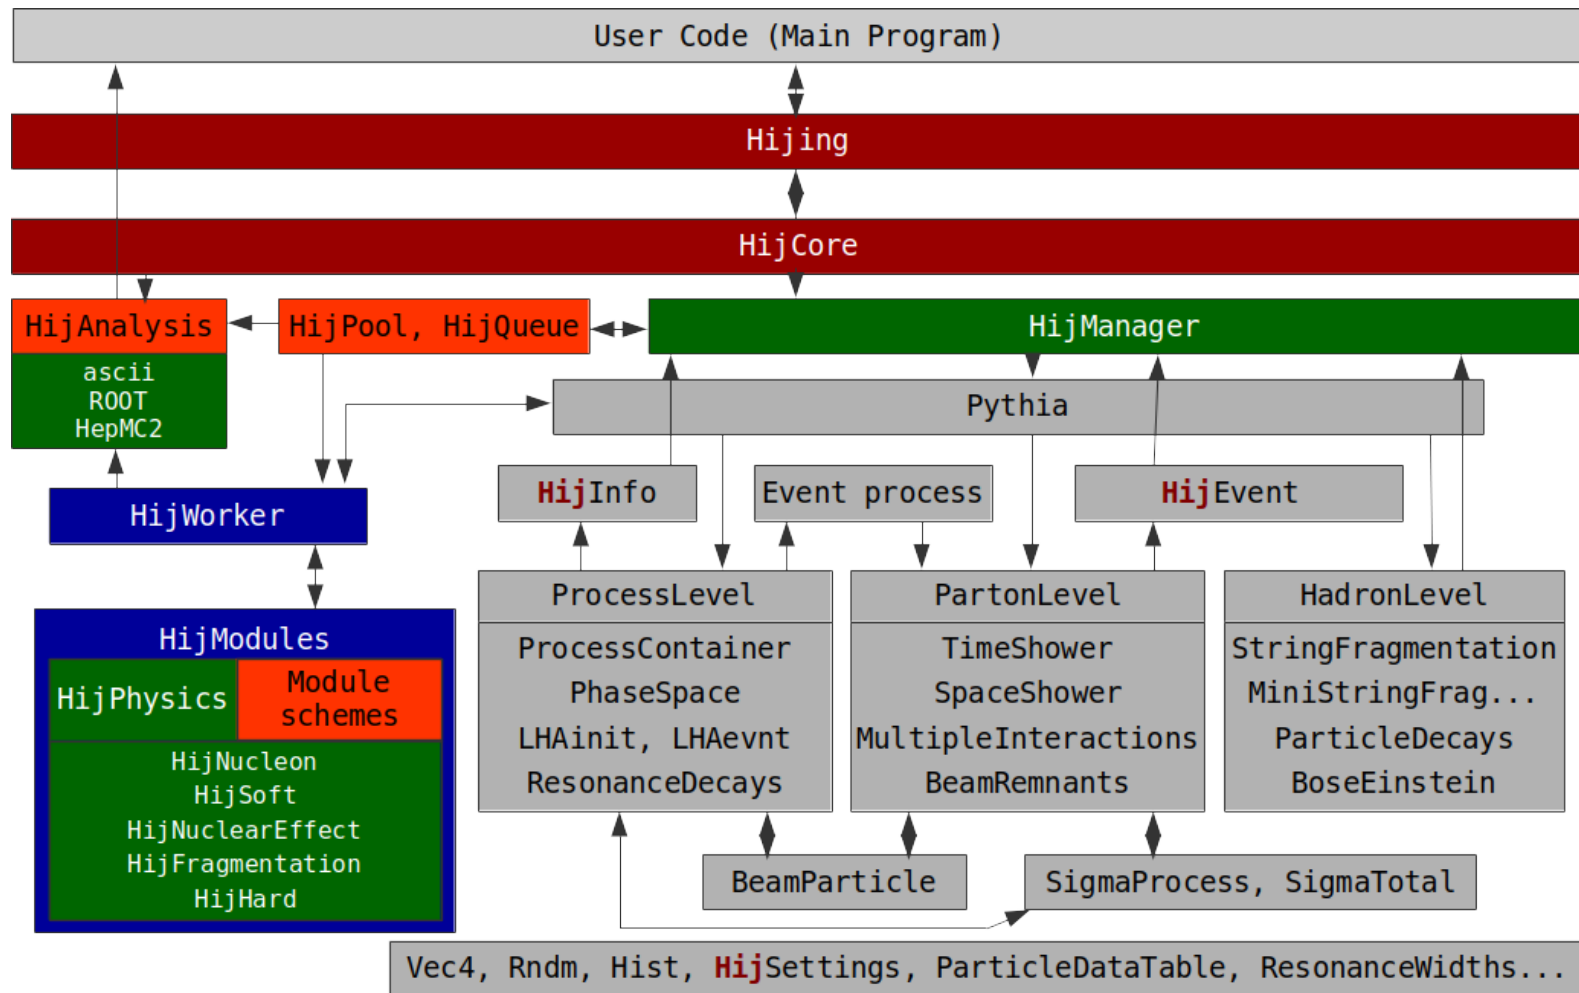 User Code (Main Program)
Hijing
HijCore
HijAnalysis
ascii
ROOT
HepMC2
HijPool, HijQueue
HijManager
Pythia
HijInfo
Event process
HijEvent
HijWorker
HijModules
HijPhysics
Module
schemes
HijNucleon
HijSoft
HijNuclearEffect
HijFragmentation
HijHard
ProcessLevel
ProcessContainer
PhaseSpace
LHAinit, LHAevnt
ResonanceDecays
PartonLevel
TimeShower
SpaceShower
MultipleInteractions
BeamRemnants
HadronLevel
StringFragmentation
MiniStringFrag...
ParticleDecays
BoseEinstein
BeamParticle
SigmaProcess, SigmaTotal
Vec4, Rndm, Hist, HijSettings, ParticleDataTable, ResonanceWidths...